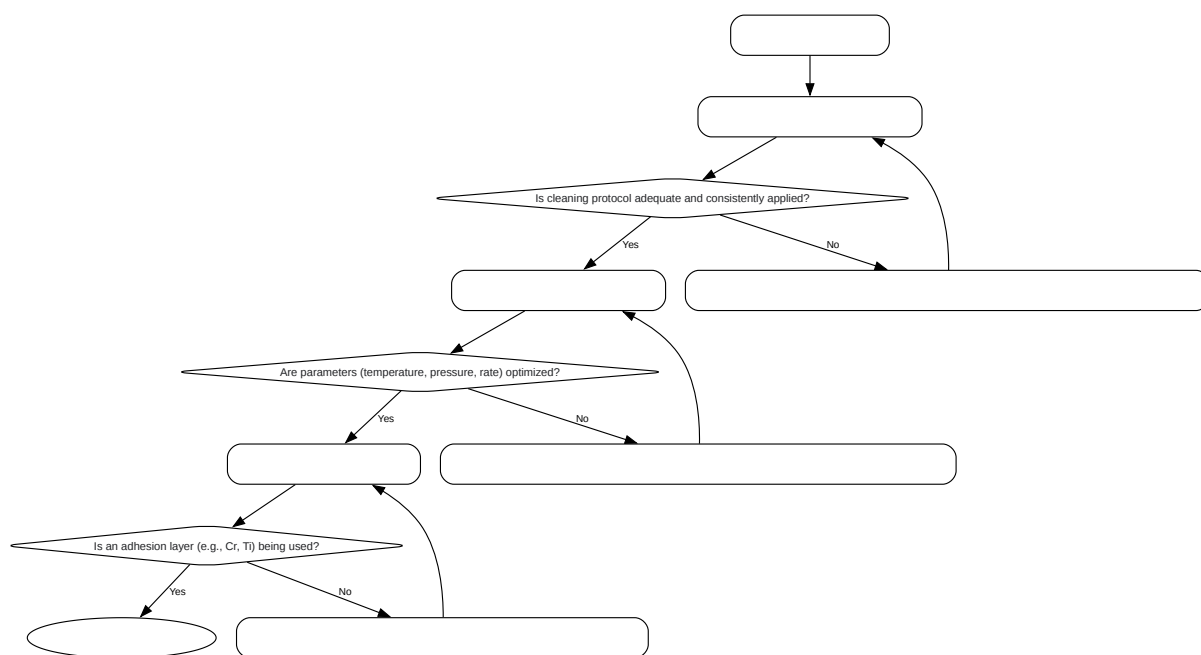 Is cleaning protocol adequate and consistently applied?
Yes
No
Are parameters (temperature, pressure, rate) optimized?
Yes
No
Is an adhesion layer (e.g., Cr, Ti) being used?
Yes
No